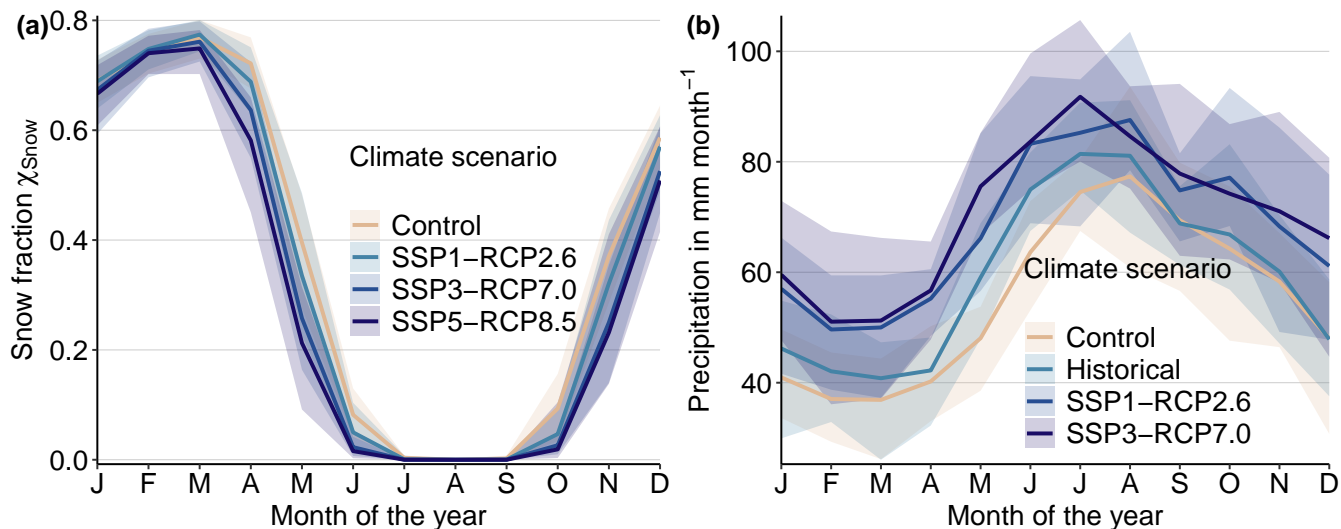 (a)
Snow fraction χSnow
0.8
0.6
0.4
0.2
0.0
J F M A M J J A S O N D
Month of the year
Climate scenario
Control
SSP1−RCP2.6
SSP3−RCP7.0
SSP5−RCP8.5
(b)
Precipitation in mm month⁻¹
100
80
60
40
J F M A M J J A S O N D
Month of the year
Climate scenario
Control
Historical
SSP1−RCP2.6
SSP3−RCP7.0